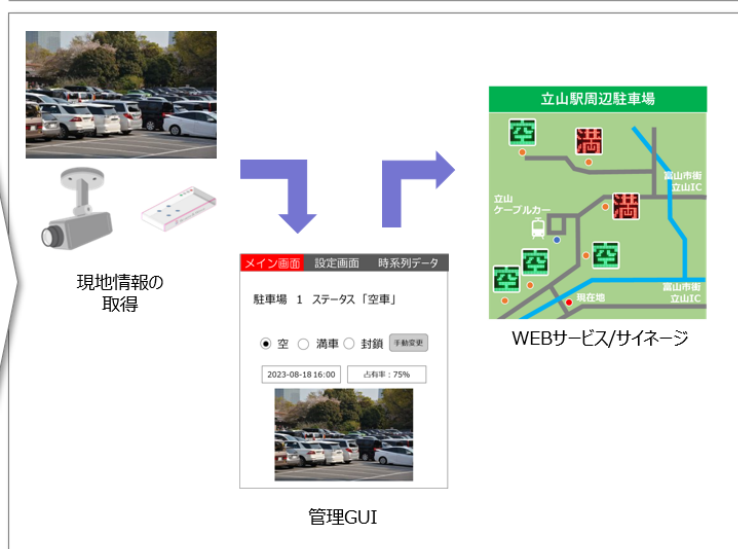 現地情報の
取得
メイン画面 設定画面 時系列データ
駐車場 1 ステータス「空車」
空 満車 封鎖 手動変更
2023-08-18 16:00 占有率:75%
管理GUI
立山駅周辺駐車場
空 満
富山市街
立山IC
立山
ケーブルカー
満
空
空
空
現在地
富山市街
立山IC
WEBサービス/サイネージ